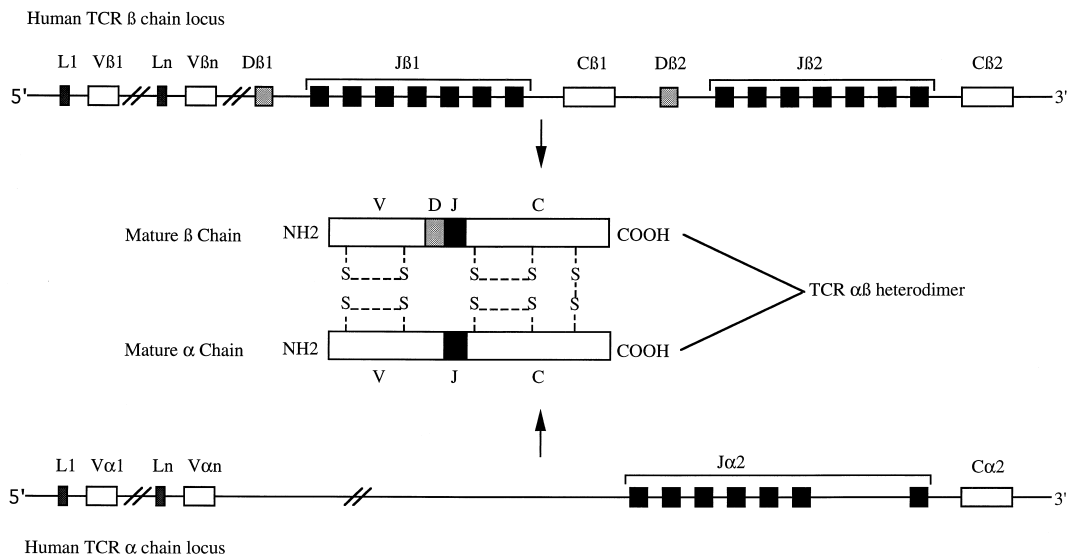 Human TCR ß chain locus
L1 Vß1 Ln Vßn Dß1 Jß1 Cß1 Dß2 Jß2 Cß2
5' 3'
V D J C
Mature ß Chain NH2 COOH
S S S S S
TCR αß heterodimer
S S S S S
Mature α Chain NH2 COOH
V J C
L1 Vα1 Ln Vαn Jα2 Cα2
5' 3'
Human TCR α chain locus